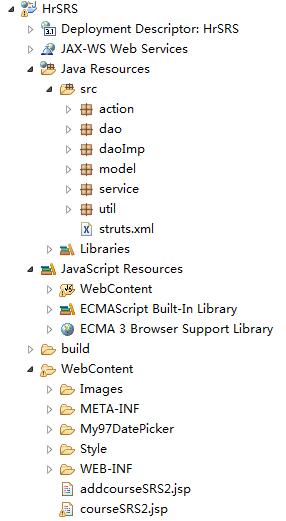 HrSRS
3.1 Deployment Descriptor: HrSRS
JAX-WS Web Services
Java Resources
src
action
dao
daoImp
model
service
util
struts.xml
Libraries
JavaScript Resources
WebContent
ECMAScript Built-In Library
ECMA 3 Browser Support Library
build
WebContent
Images
META-INF
My97DatePicker
Style
WEB-INF
addcourseSRS2.jsp
courseSRS2.jsp